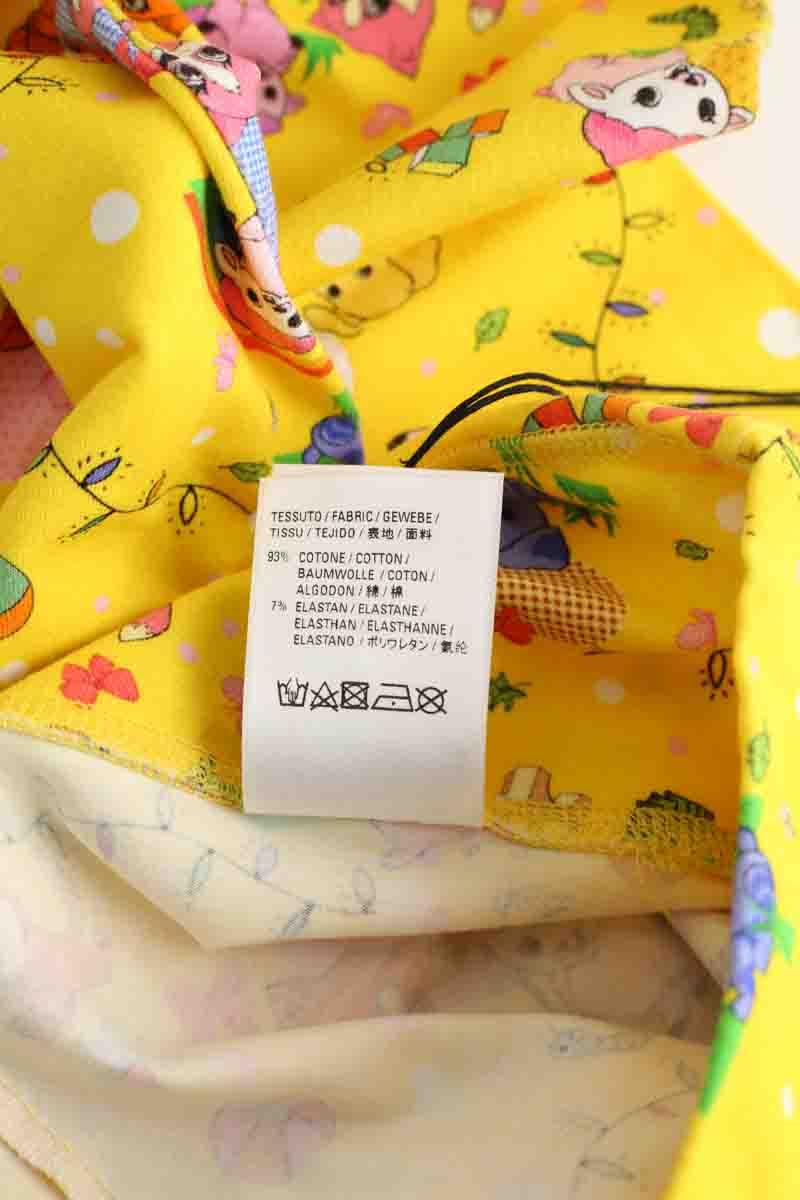 TESSUTO / FABRIC / GEWEBE /
TISSU / TEJIDO / 表地 / 面料
93% COTONE / COTTON /
BAUMWOLLE / COTON /
ALGODON / 綿 / 棉
7% ELASTAN / ELASTANE /
ELASTHAN / ELASTHANNE /
ELASTANO / ポリウレタン / 氨纶